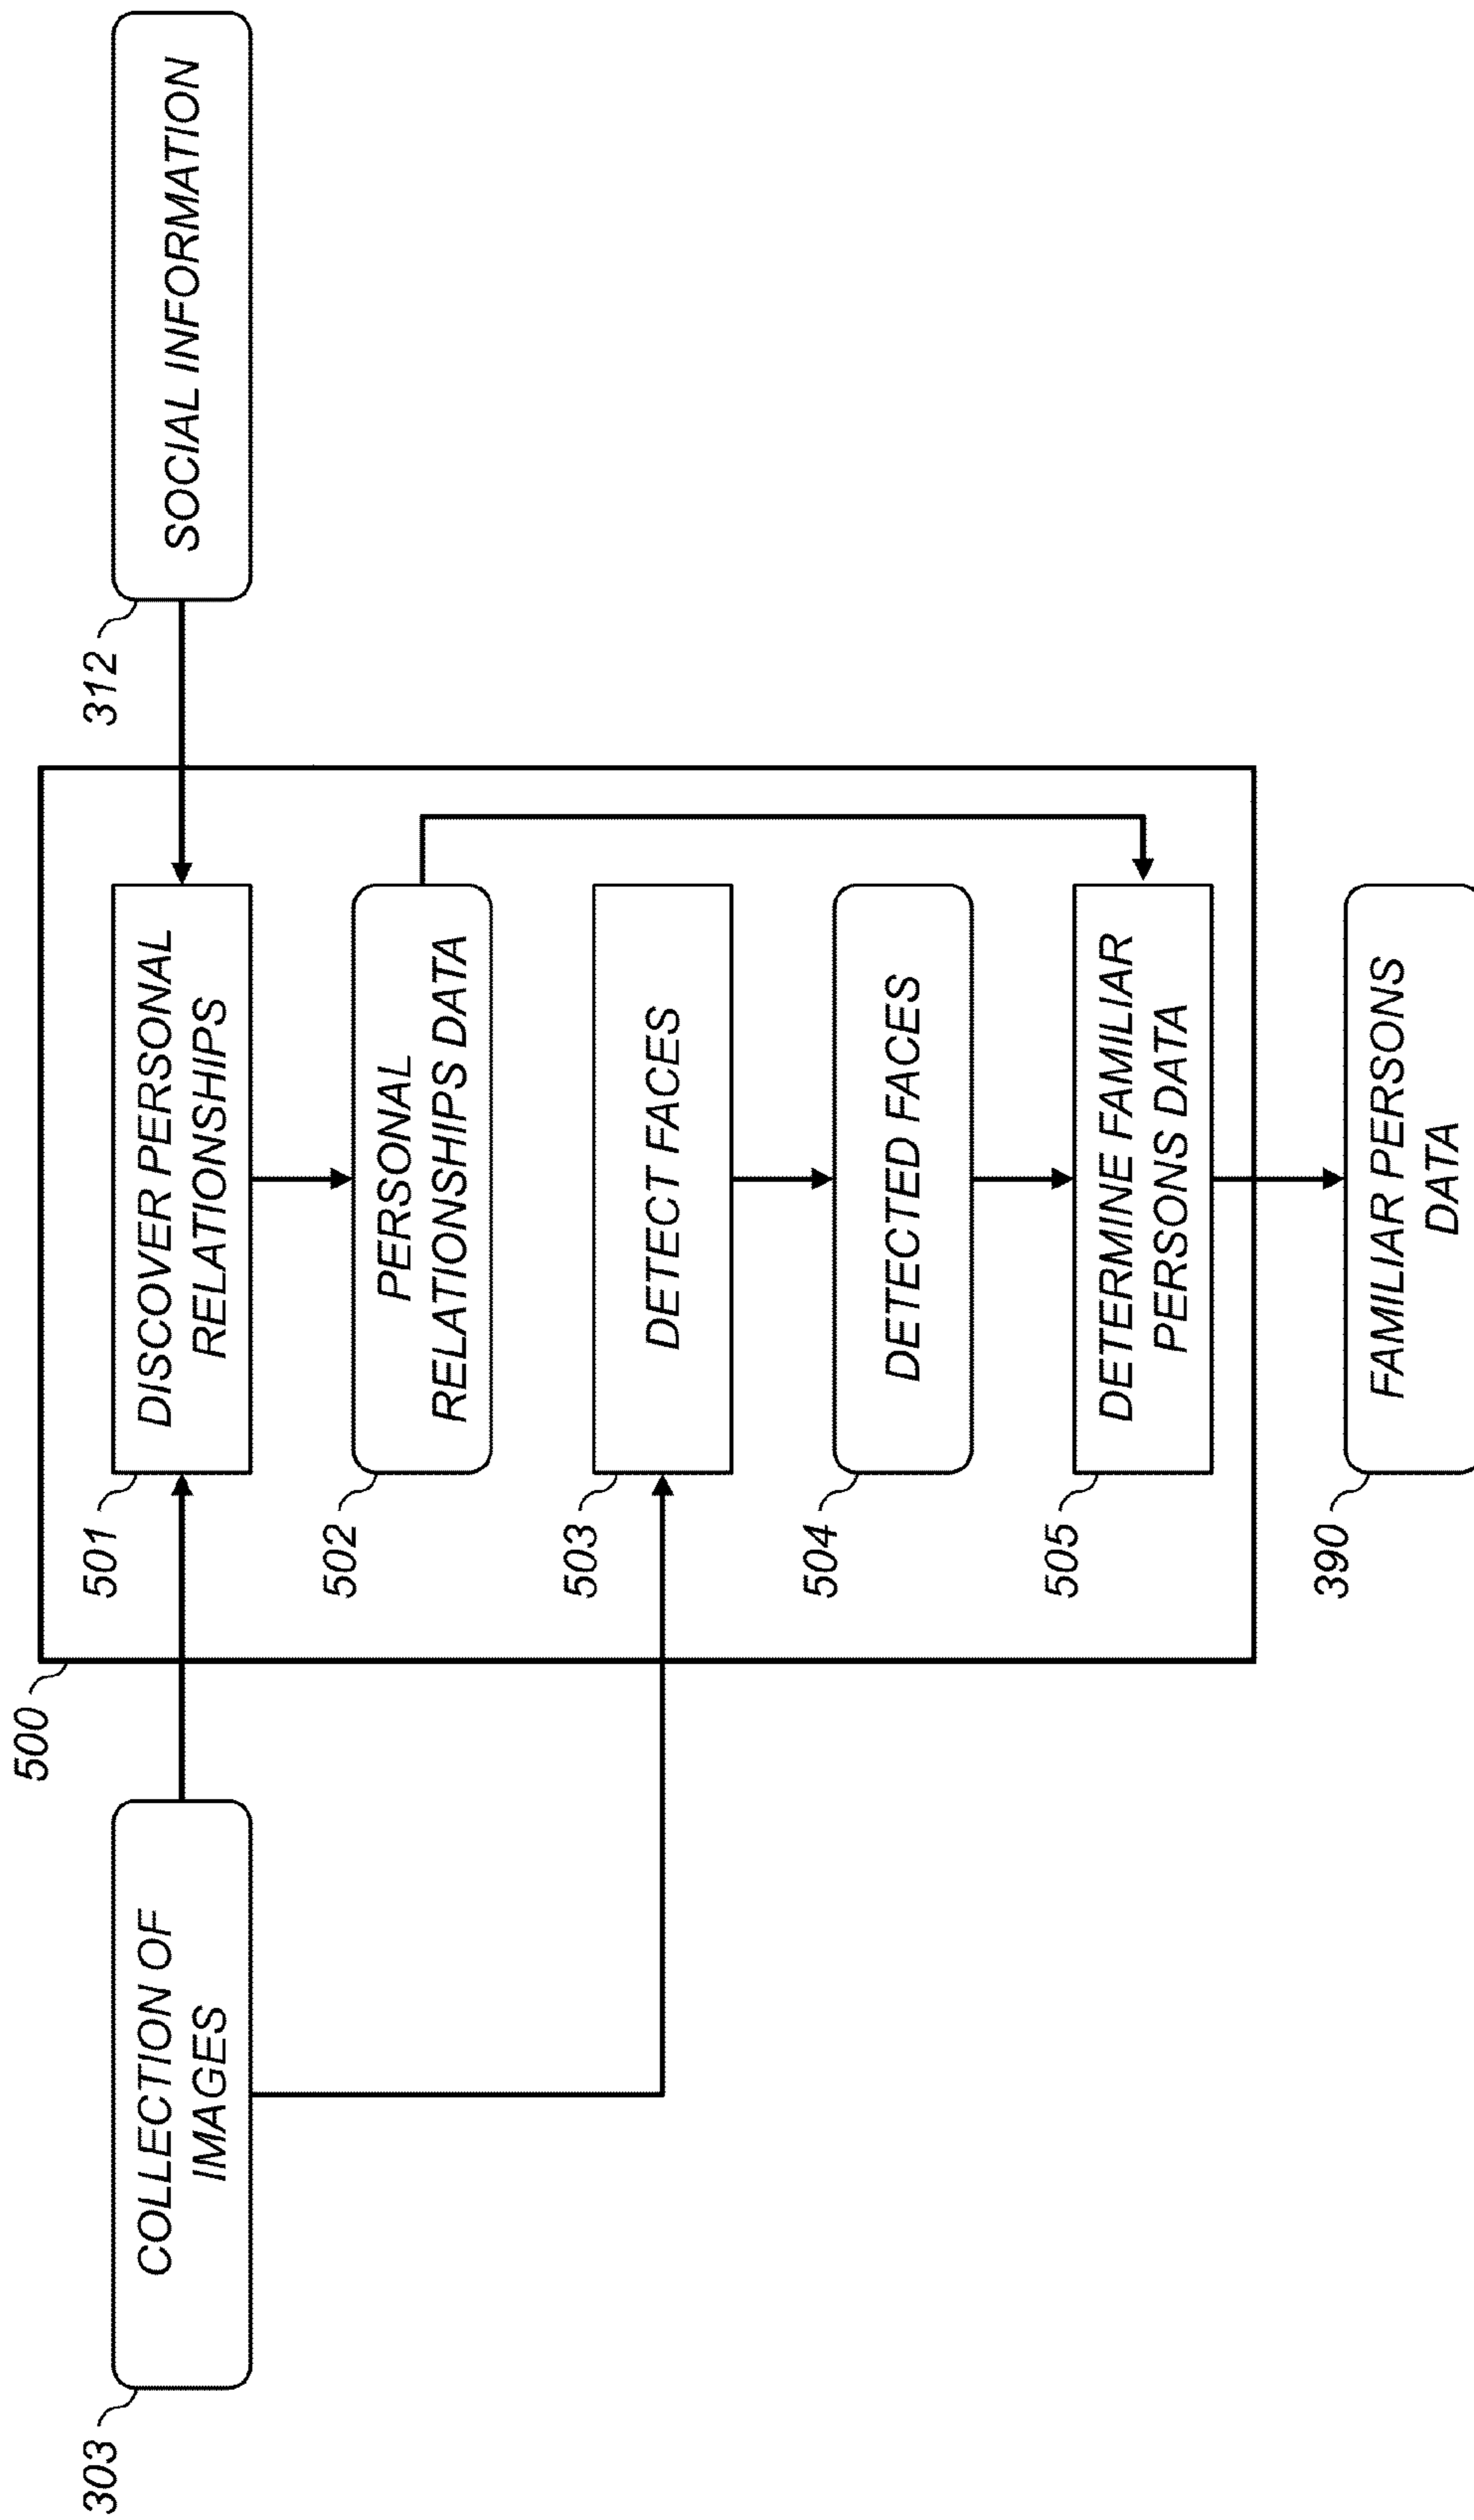 500
303
COLLECTION OF
IMAGES
501
DISCOVER PERSONAL
RELATIONSHIPS
312
SOCIAL INFORMATION
502
PERSONAL
RELATIONSHIPS DATA
503
DETECT FACES
504
DETECTED FACES
505
DETERMINE FAMILIAR
PERSONS DATA
390
FAMILIAR PERSONS
DATA